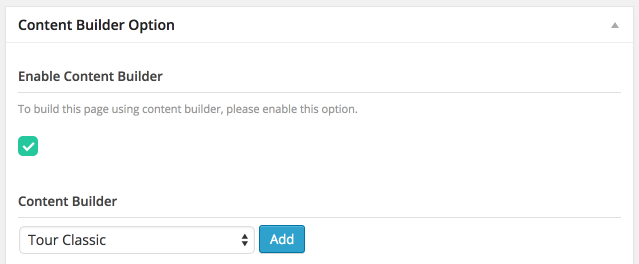 Content Builder Option
Enable Content Builder
To build this page using content builder, please enable this option.
Content Builder
Tour Classic
Add